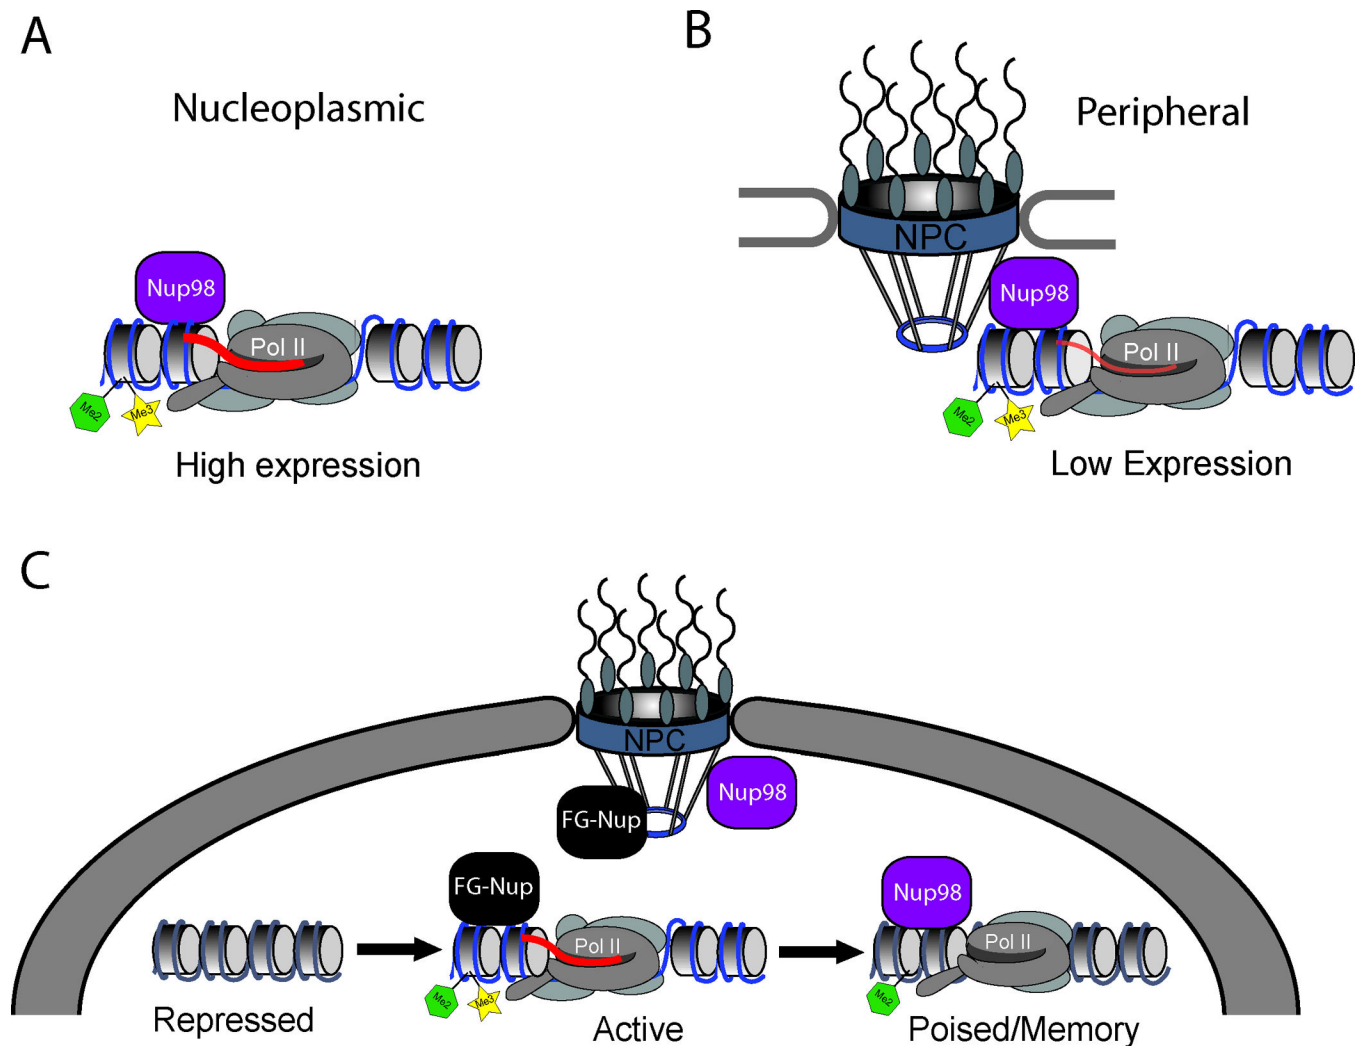 A
Nucleoplasmic
Nup98
Pol II
Me2
Me3
High expression
B
Peripheral
NPC
Nup98
Pol II
Me2
Me3
Low Expression
C
NPC
Nup98
FG-Nup
FG-Nup
Nup98
Pol II
Pol II
Me2
Me3
Me2
Repressed
Active
Poised/Memory